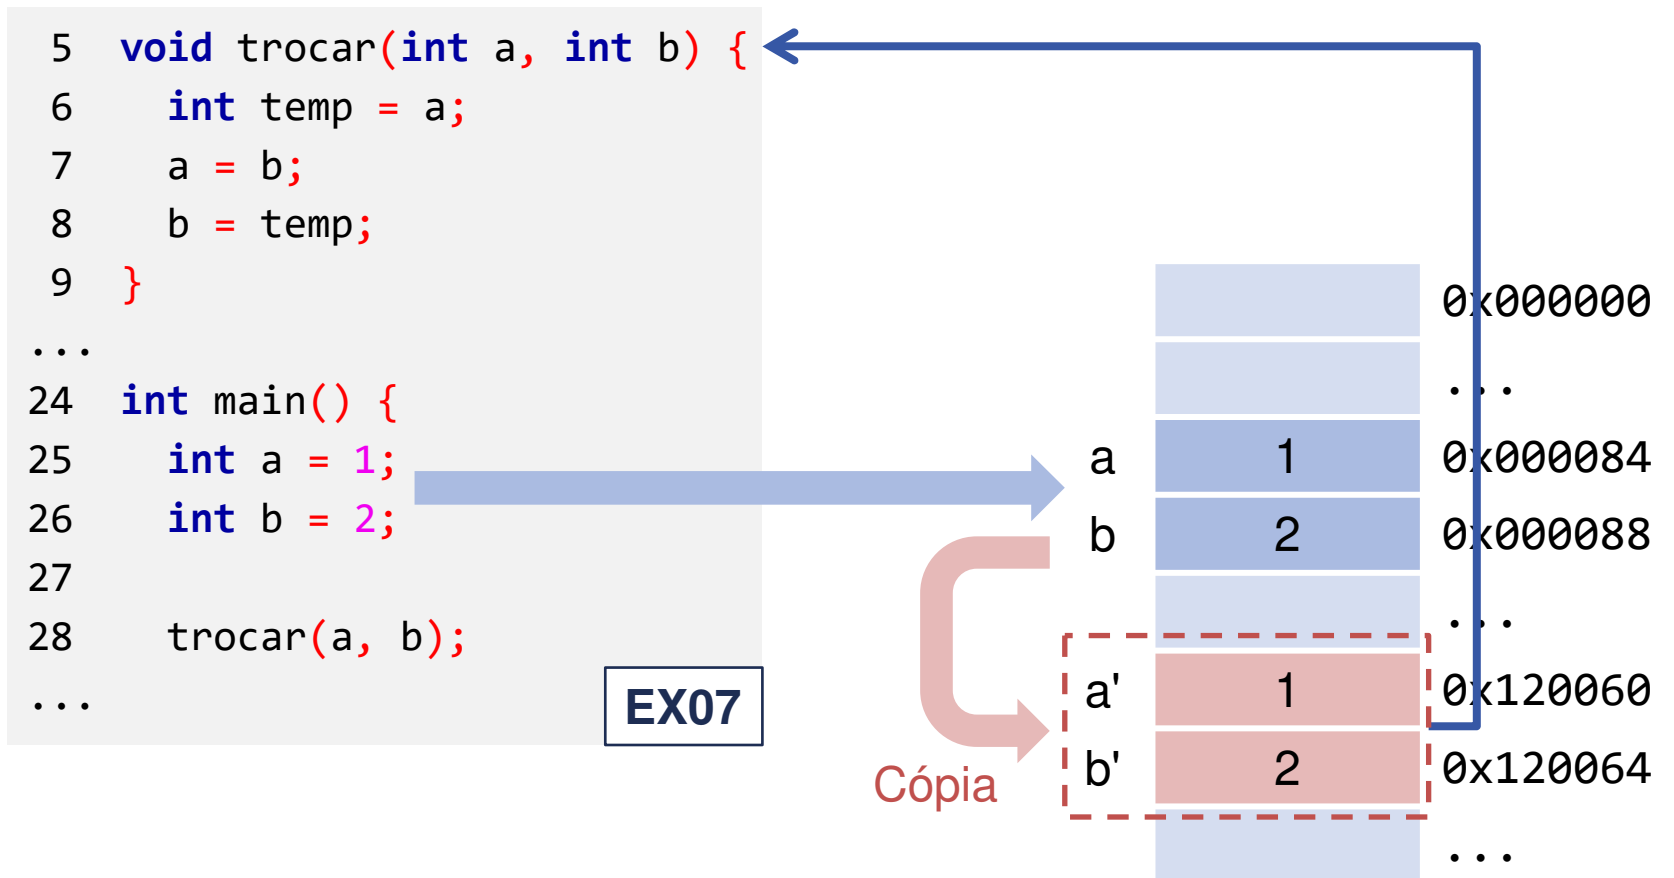 5 void trocar(int a, int b) {
6 int temp = a;
7 a = b;
8 b = temp;
9 }
...
24 int main() {
25 int a = 1;
26 int b = 2;
27
28 trocar(a, b);
...
EX07
0x000000
...
a 1 0x000084
b 2 0x000088
...
a' 1 0x120060
b' 2 0x120064
...
Cópia